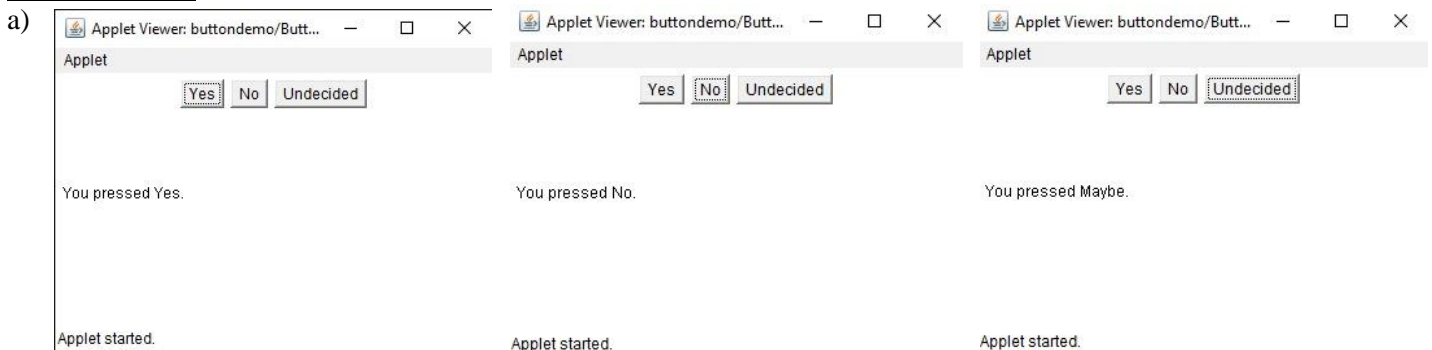 a)
Applet Viewer: buttondemo/Butt...
Applet
Yes No Undecided
You pressed Yes.
Applet started.
Applet Viewer: buttondemo/Butt...
Applet
Yes No Undecided
You pressed No.
Applet started.
Applet Viewer: buttondemo/Butt...
Applet
Yes No Undecided
You pressed Maybe.
Applet started.